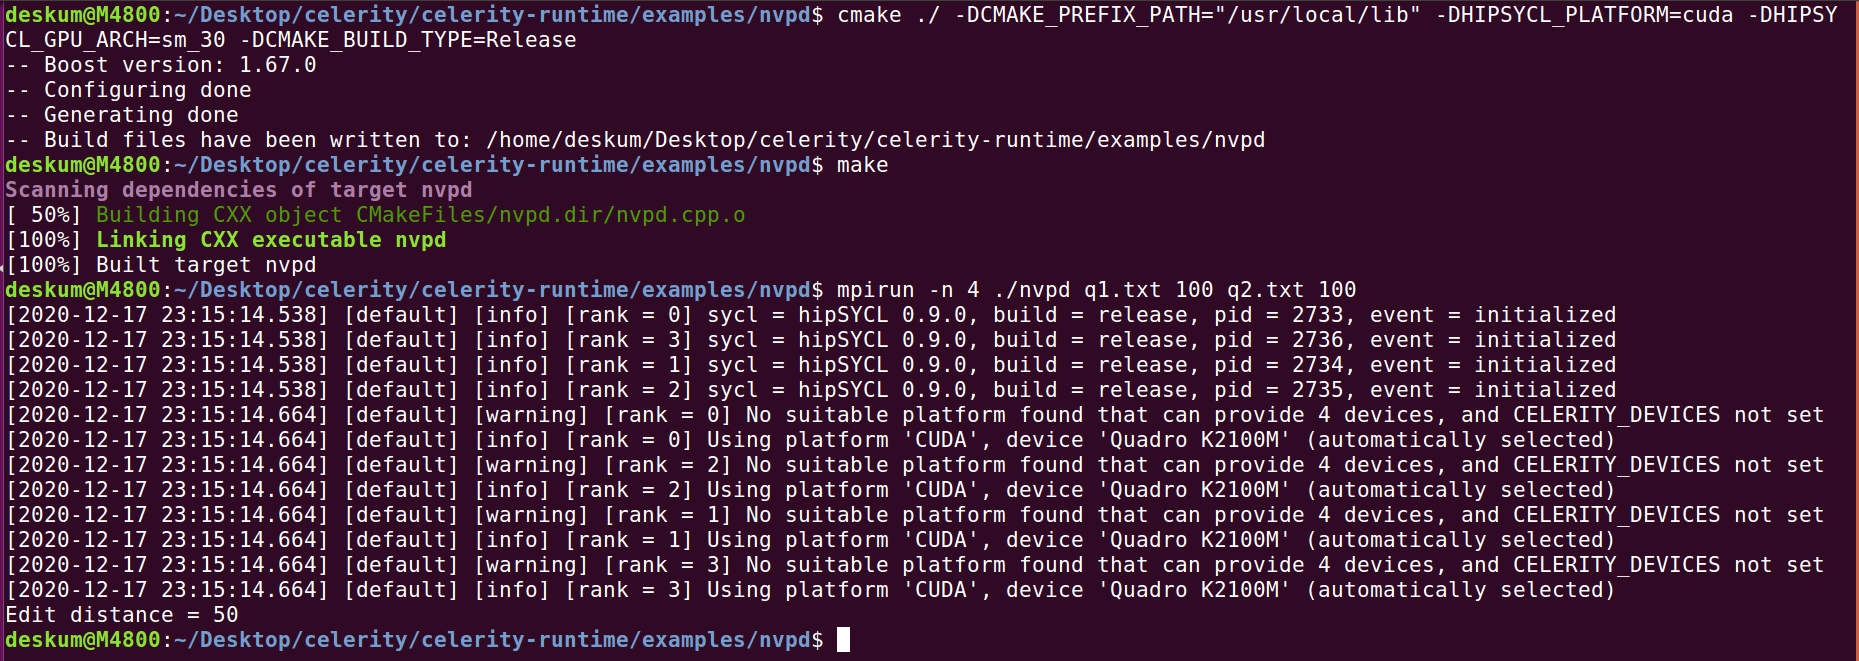 deskum@M4800:~/Desktop/celerity/celerity-runtime/examples/nvpd$ cmake ./ -DCMAKE_PREFIX_PATH="/usr/local/lib" -DHIPSYCL_PLATFORM=cuda -DHIPSY
CL_GPU_ARCH=sm_30 -DCMAKE_BUILD_TYPE=Release
-- Boost version: 1.67.0
-- Configuring done
-- Generating done
-- Build files have been written to: /home/deskum/Desktop/celerity/celerity-runtime/examples/nvpd
deskum@M4800:~/Desktop/celerity/celerity-runtime/examples/nvpd$ make
Scanning dependencies of target nvpd
[ 50%] Building CXX object CMakeFiles/nvpd.dir/nvpd.cpp.o
[100%] Linking CXX executable nvpd
[100%] Built target nvpd
deskum@M4800:~/Desktop/celerity/celerity-runtime/examples/nvpd$ mpirun -n 4 ./nvpd q1.txt 100 q2.txt 100
[2020-12-17 23:15:14.538] [default] [info] [rank = 0] sycl = hipSYCL 0.9.0, build = release, pid = 2733, event = initialized
[2020-12-17 23:15:14.538] [default] [info] [rank = 3] sycl = hipSYCL 0.9.0, build = release, pid = 2736, event = initialized
[2020-12-17 23:15:14.538] [default] [info] [rank = 1] sycl = hipSYCL 0.9.0, build = release, pid = 2734, event = initialized
[2020-12-17 23:15:14.538] [default] [info] [rank = 2] sycl = hipSYCL 0.9.0, build = release, pid = 2735, event = initialized
[2020-12-17 23:15:14.664] [default] [warning] [rank = 0] No suitable platform found that can provide 4 devices, and CELERITY_DEVICES not set
[2020-12-17 23:15:14.664] [default] [info] [rank = 0] Using platform 'CUDA', device 'Quadro K2100M' (automatically selected)
[2020-12-17 23:15:14.664] [default] [warning] [rank = 2] No suitable platform found that can provide 4 devices, and CELERITY_DEVICES not set
[2020-12-17 23:15:14.664] [default] [info] [rank = 2] Using platform 'CUDA', device 'Quadro K2100M' (automatically selected)
[2020-12-17 23:15:14.664] [default] [warning] [rank = 1] No suitable platform found that can provide 4 devices, and CELERITY_DEVICES not set
[2020-12-17 23:15:14.664] [default] [info] [rank = 1] Using platform 'CUDA', device 'Quadro K2100M' (automatically selected)
[2020-12-17 23:15:14.664] [default] [warning] [rank = 3] No suitable platform found that can provide 4 devices, and CELERITY_DEVICES not set
[2020-12-17 23:15:14.664] [default] [info] [rank = 3] Using platform 'CUDA', device 'Quadro K2100M' (automatically selected)
Edit distance = 50
deskum@M4800:~/Desktop/celerity/celerity-runtime/examples/nvpd$